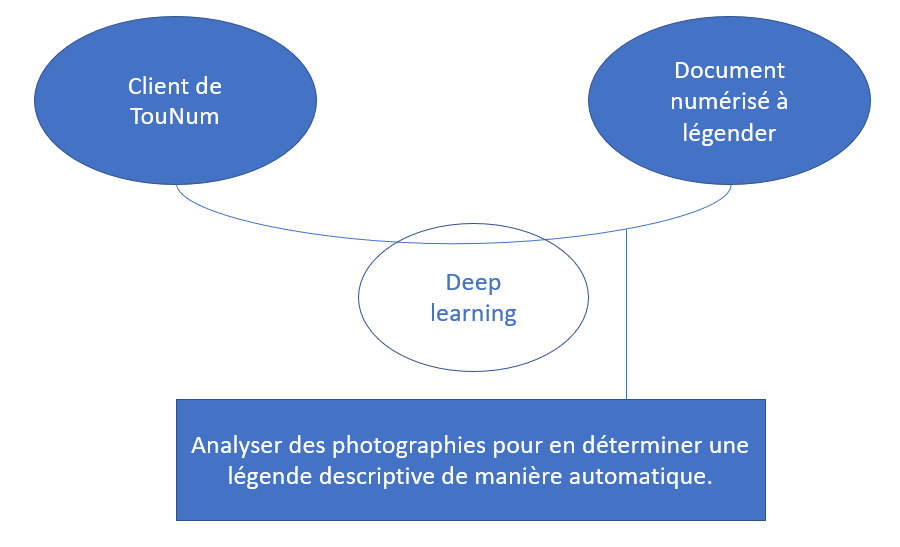 Client de
TouNum
Document
numérisé à
légender
Deep
learning
Analyser des photographies pour en déterminer une
légende descriptive de manière automatique.